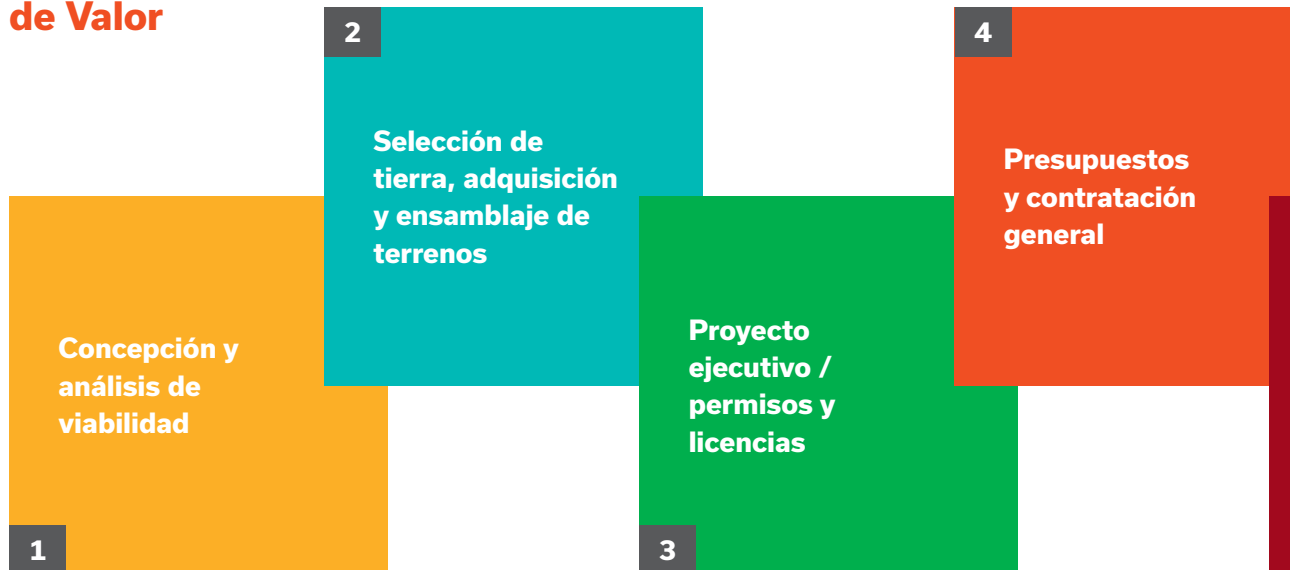 de Valor
1
Concepción y
análisis de
viabilidad
2
Selección de
tierra, adquisición
y ensamblaje de
terrenos
3
Proyecto
ejecutivo /
permisos y
licencias
4
Presupuestos
y contratación
general